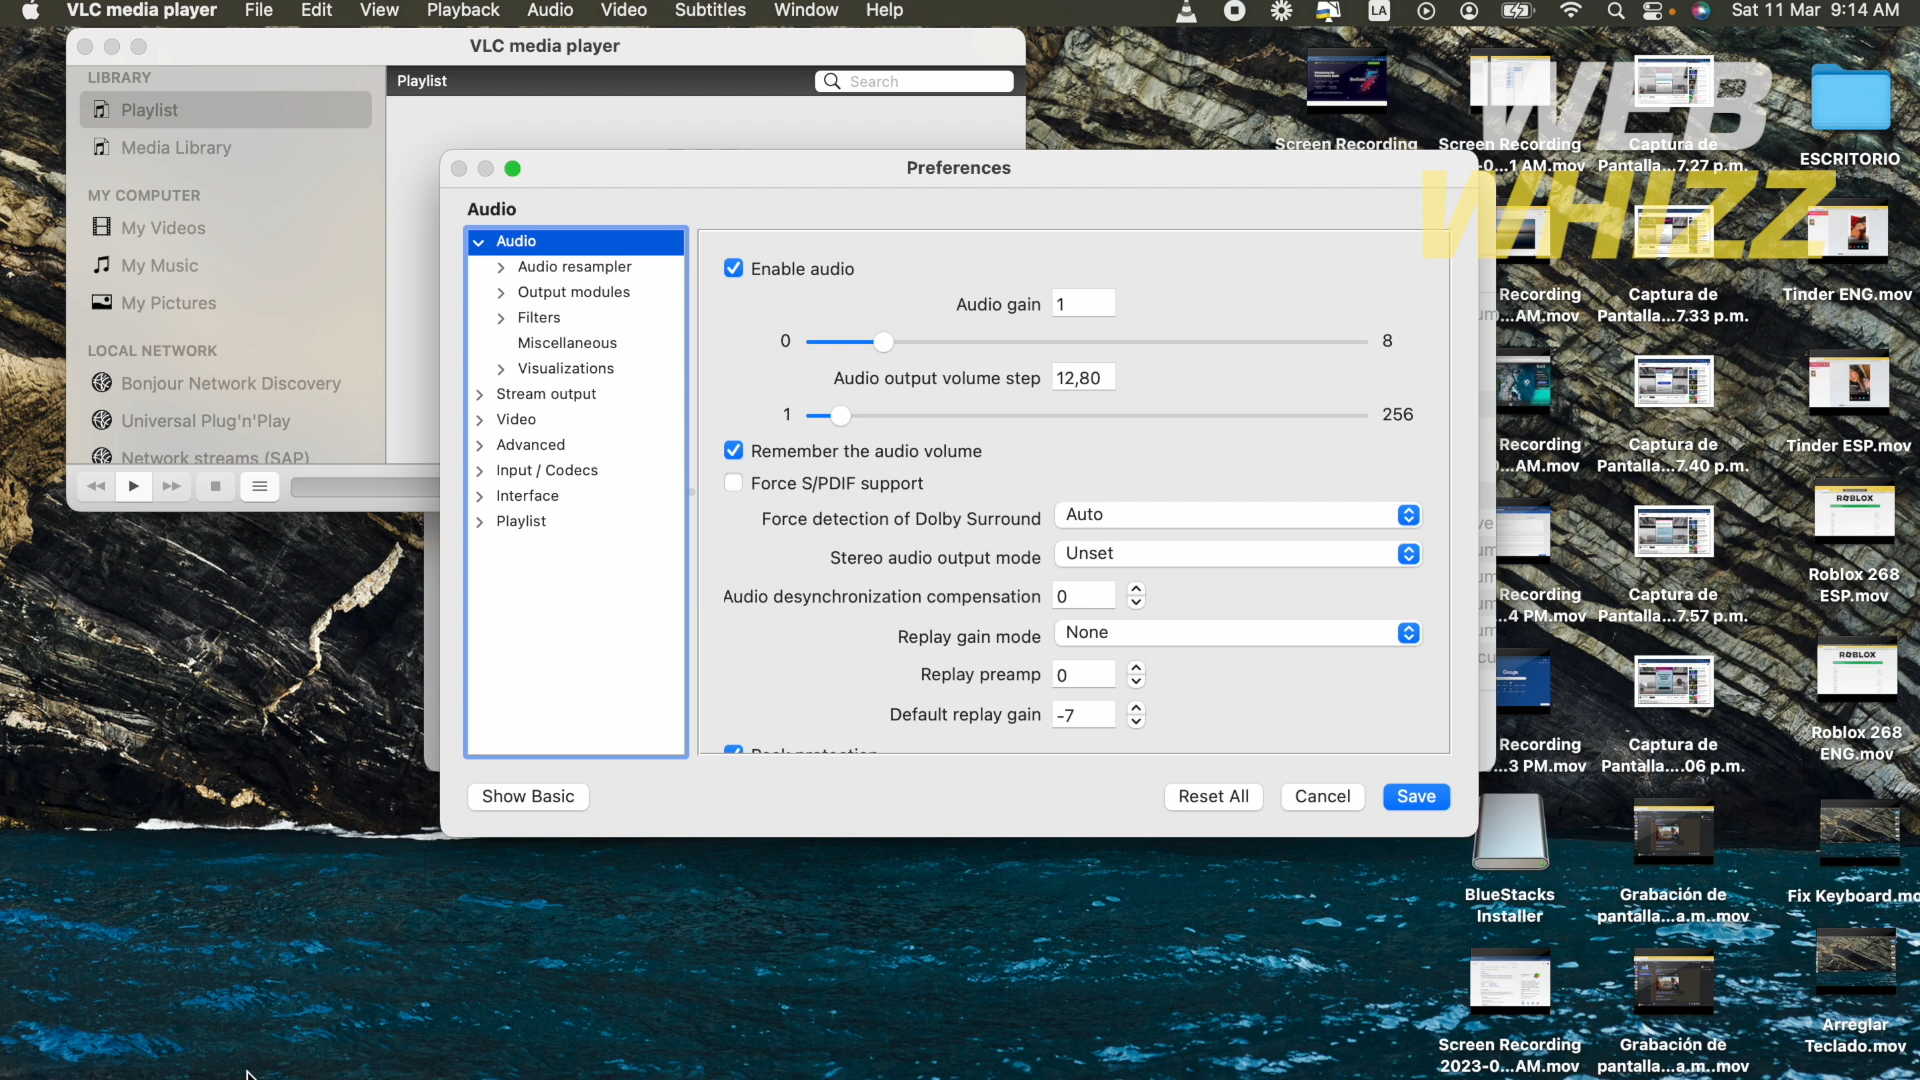 VLC media player File Edit View Playback Audio Video Subtitles Window Help
LA
Sat 11 Mar 9:14 AM
VLC media player
LIBRARY
Playlist
Media Library
MY COMPUTER
My Videos
My Music
My Pictures
LOCAL NETWORK
Bonjour Network Discovery
Universal Plug'n'Play
Network streams (SAP)
Playlist
Search
Preferences
Audio
Audio
Audio resampler
Output modules
Filters
Miscellaneous
Visualizations
Stream output
Video
Advanced
Input / Codecs
Interface
Playlist
Enable audio
Audio gain 1
0 8
Audio output volume step 12,80
1 256
Remember the audio volume
Force S/PDIF support
Force detection of Dolby Surround Auto
Stereo audio output mode Unset
Audio desynchronization compensation 0
Replay gain mode None
Replay preamp 0
Default replay gain -7
Show Basic
Reset All Cancel Save
WEB
WHIZZ
Screen Recording
Screen Recording
-0...1 AM.mov
Captura de
Pantalla...7.27 p.m.
ESCRITORIO
Recording
...AM.mov
Captura de
Pantalla...7.33 p.m.
Tinder ENG.mov
Recording
...AM.mov
Captura de
Pantalla...7.40 p.m.
Tinder ESP.mov
Recording
...4 PM.mov
Captura de
Pantalla...7.57 p.m.
ROBLOX
Roblox 268
ESP.mov
Google
Recording
...3 PM.mov
Captura de
Pantalla....06 p.m.
ROBLOX
Roblox 268
ENG.mov
BlueStacks
Installer
Grabación de
pantalla...a.m..mov
Fix Keyboard.mo
Screen Recording
2023-0...AM.mov
Grabación de
pantalla...a.m..mov
Arreglar
Teclado.mov